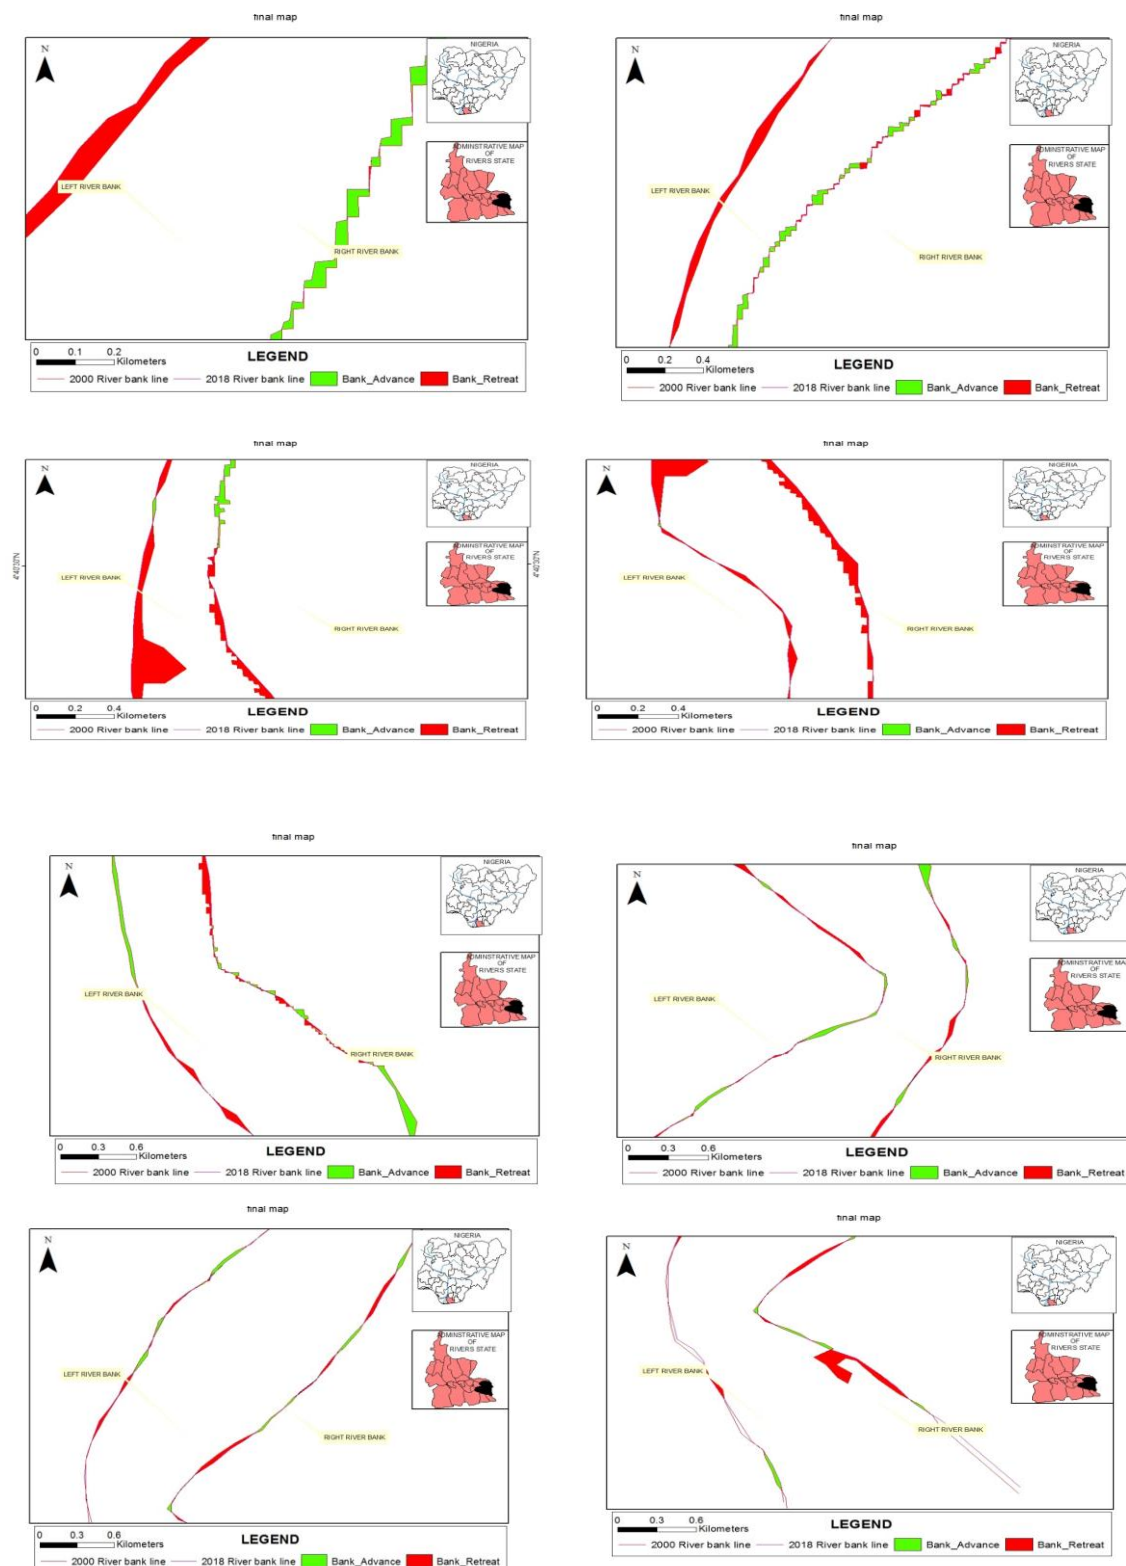 final map
N
NIGERIA
ADMINSTRATIVE MAP
OF
RIVERS STATE
LEFT RIVER BANK
RIGHT RIVER BANK
0 0.1 0.2
Kilometers
LEGEND
2000 River bank line 2018 River bank line Bank_Advance Bank_Retreat
final map
N
NIGERIA
ADMINSTRATIVE MAP
OF
RIVERS STATE
LEFT RIVER BANK
RIGHT RIVER BANK
0 0.2 0.4
Kilometers
LEGEND
2000 River bank line 2018 River bank line Bank_Advance Bank_Retreat
final map
N
NIGERIA
ADMINSTRATIVE MAP
OF
RIVERS STATE
4°40'30"N
4°40'30"N
LEFT RIVER BANK
RIGHT RIVER BANK
0 0.2 0.4
Kilometers
LEGEND
2000 River bank line 2018 River bank line Bank_Advance Bank_Retreat
final map
N
NIGERIA
ADMINSTRATIVE MAP
OF
RIVERS STATE
LEFT RIVER BANK
RIGHT RIVER BANK
0 0.2 0.4
Kilometers
LEGEND
2000 River bank line 2018 River bank line Bank_Advance Bank_Retreat
final map
N
NIGERIA
ADMINSTRATIVE MAP
OF
RIVERS STATE
LEFT RIVER BANK
RIGHT RIVER BANK
0 0.3 0.6
Kilometers
LEGEND
2000 River bank line 2018 River bank line Bank_Advance Bank_Retreat
final map
N
NIGERIA
ADMINSTRATIVE MAP
OF
RIVERS STATE
LEFT RIVER BANK
RIGHT RIVER BANK
0 0.3 0.6
Kilometers
LEGEND
2000 River bank line 2018 River bank line Bank_Advance Bank_Retreat
final map
N
NIGERIA
ADMINSTRATIVE MAP
OF
RIVERS STATE
LEFT RIVER BANK
RIGHT RIVER BANK
0 0.3 0.6
Kilometers
LEGEND
2000 River bank line 2018 River bank line Bank_Advance Bank_Retreat
final map
N
NIGERIA
ADMINSTRATIVE MAP
OF
RIVERS STATE
LEFT RIVER BANK
RIGHT RIVER BANK
0 0.3 0.6
Kilometers
LEGEND
2000 River bank line 2018 River bank line Bank_Advance Bank_Retreat